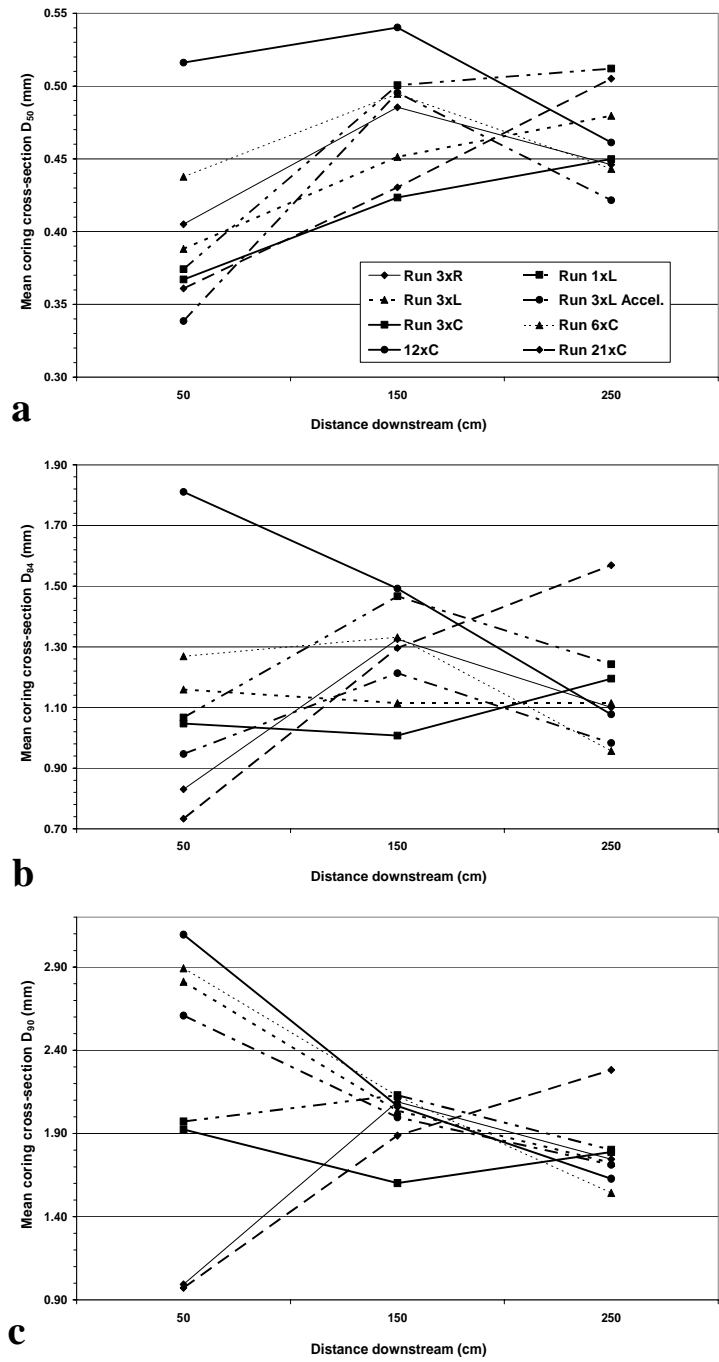 0.55
0.50
0.45
0.40
0.35
0.30
Mean coring cross-section D50 (mm)
Run 3xR
Run 1xL
Run 3xL
Run 3xL Accel.
Run 3xC
Run 6xC
12xC
Run 21xC
50
150
250
Distance downstream (cm)
a
1.90
1.70
1.50
1.30
1.10
0.90
0.70
Mean coring cross-section D84 (mm)
50
150
250
Distance downstream (cm)
b
2.90
2.40
1.90
1.40
0.90
Mean coring cross-section D90 (mm)
50
150
250
Distance downstream (cm)
c